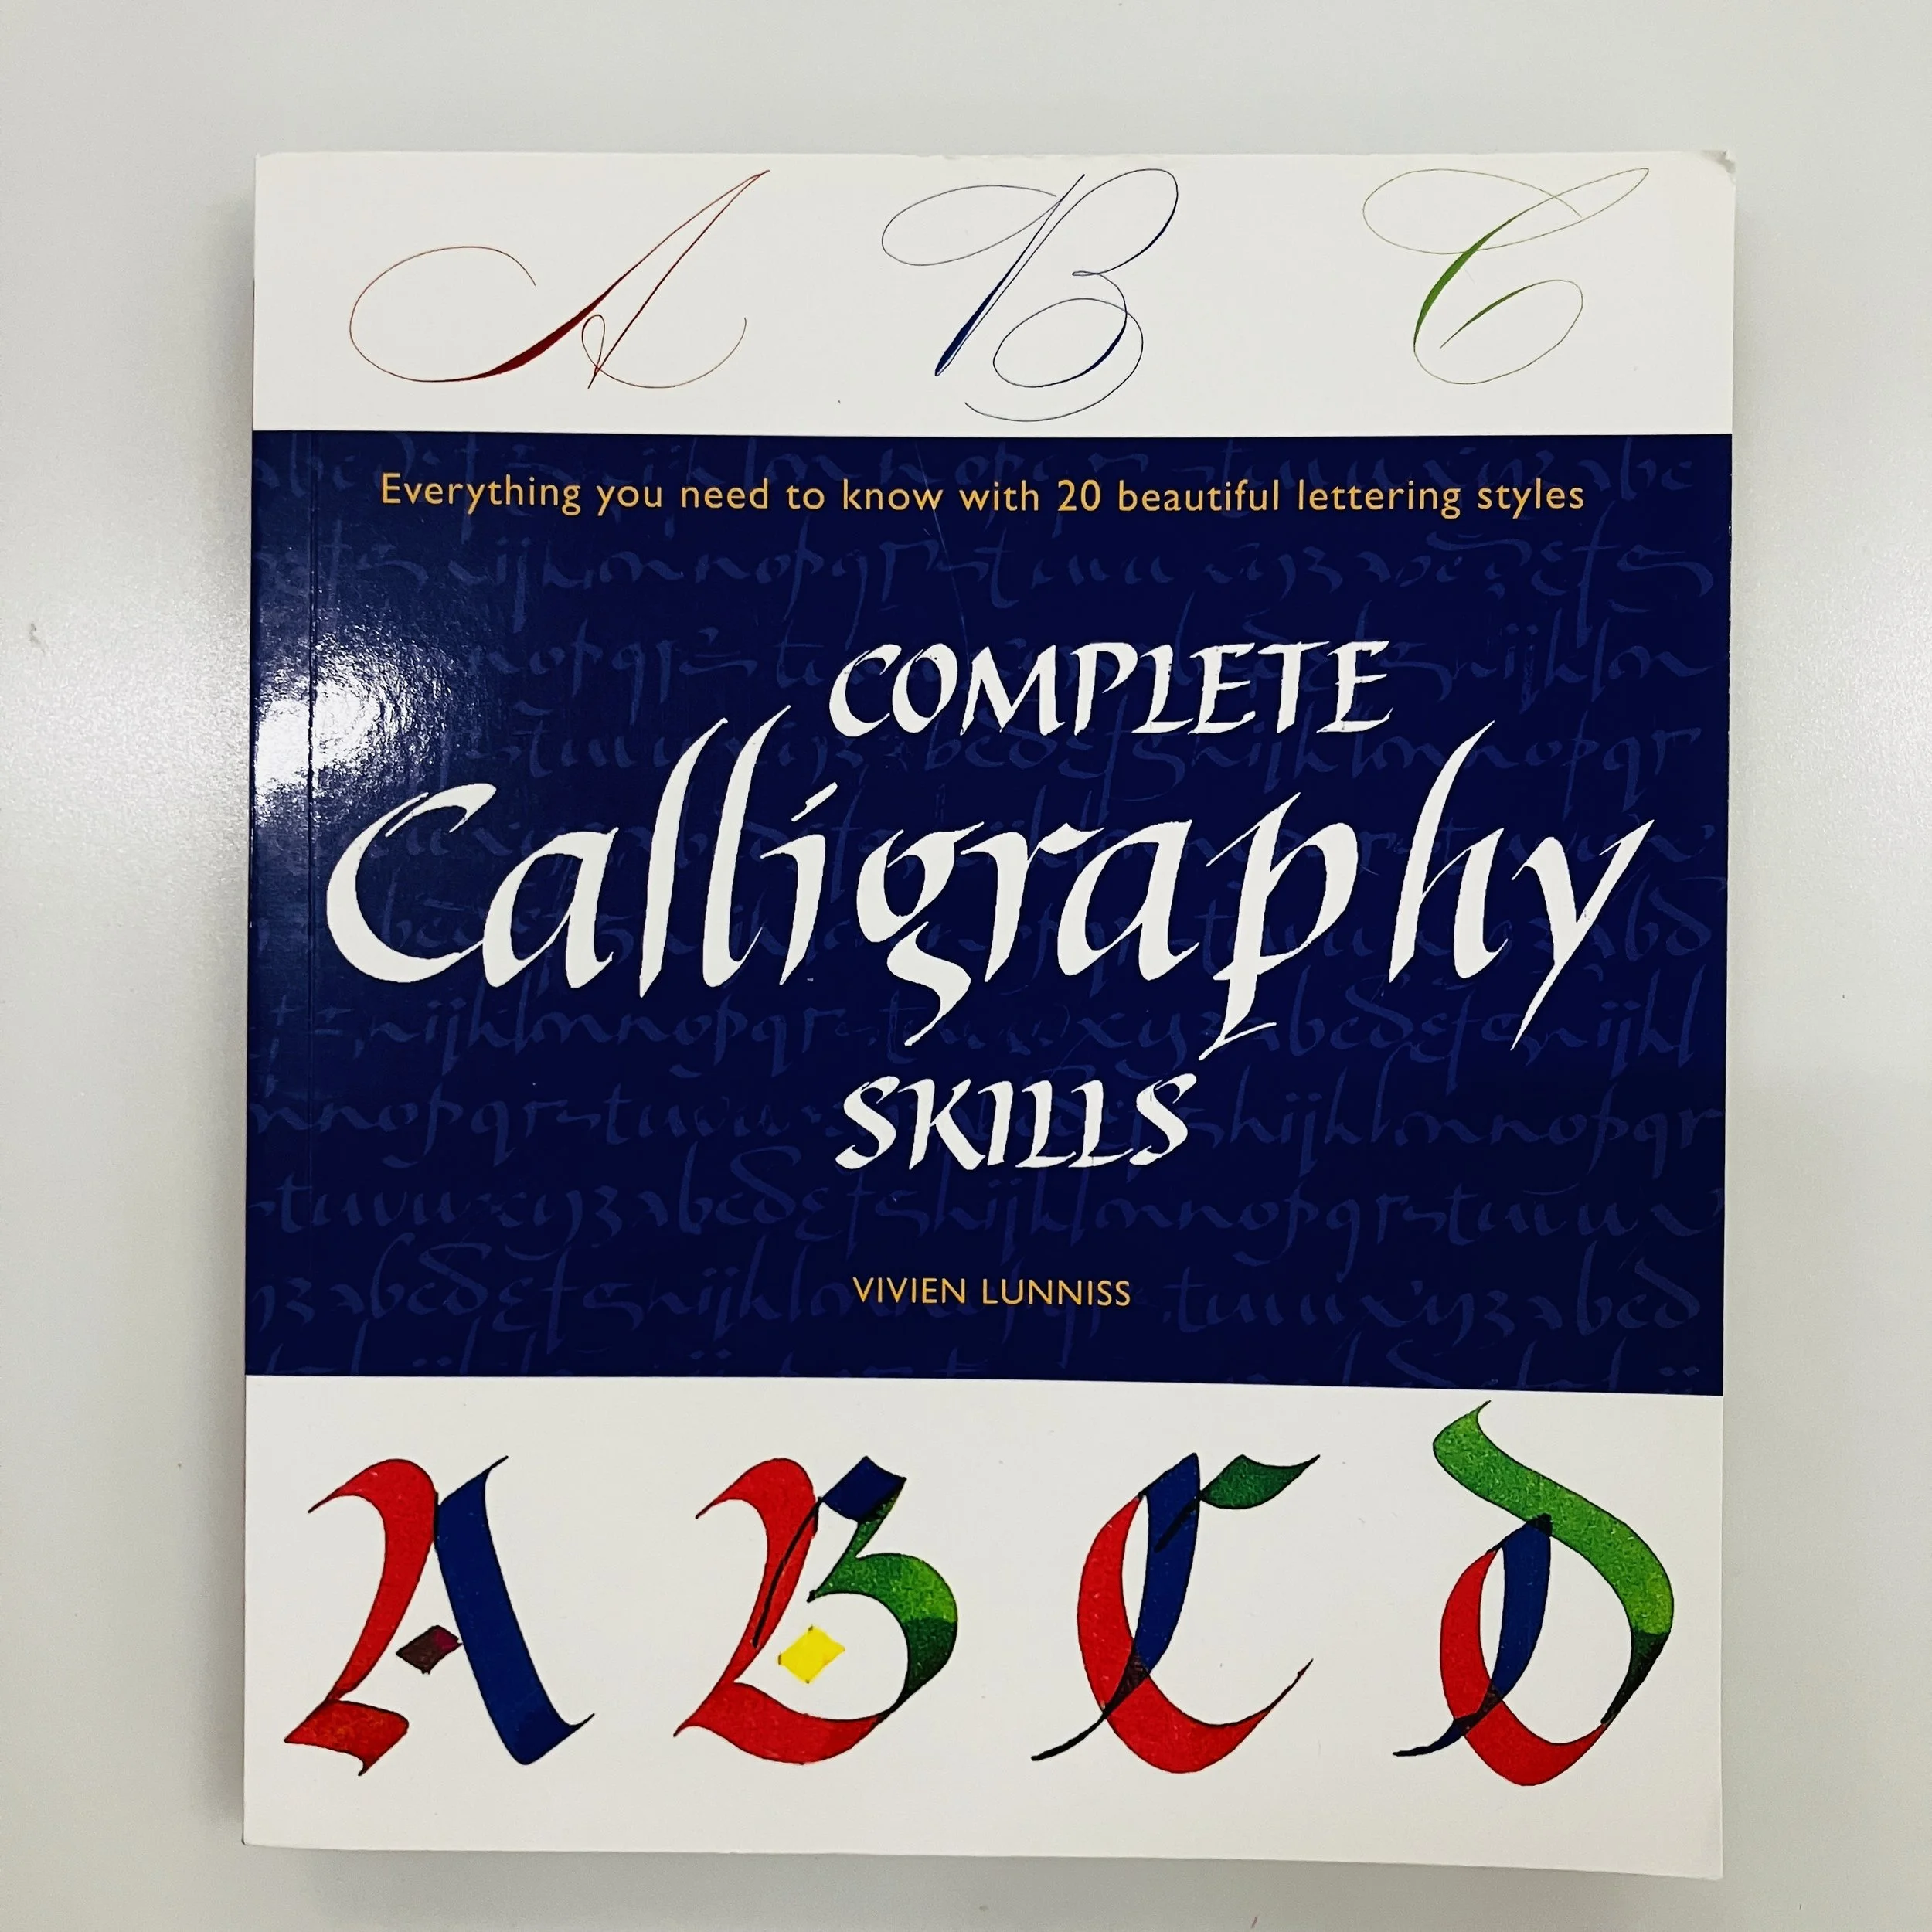 A B C
Everything you need to know with 20 beautiful lettering styles
COMPLETE
Calligraphy
SKILLS
VIVIEN LUNNISS
A B C D